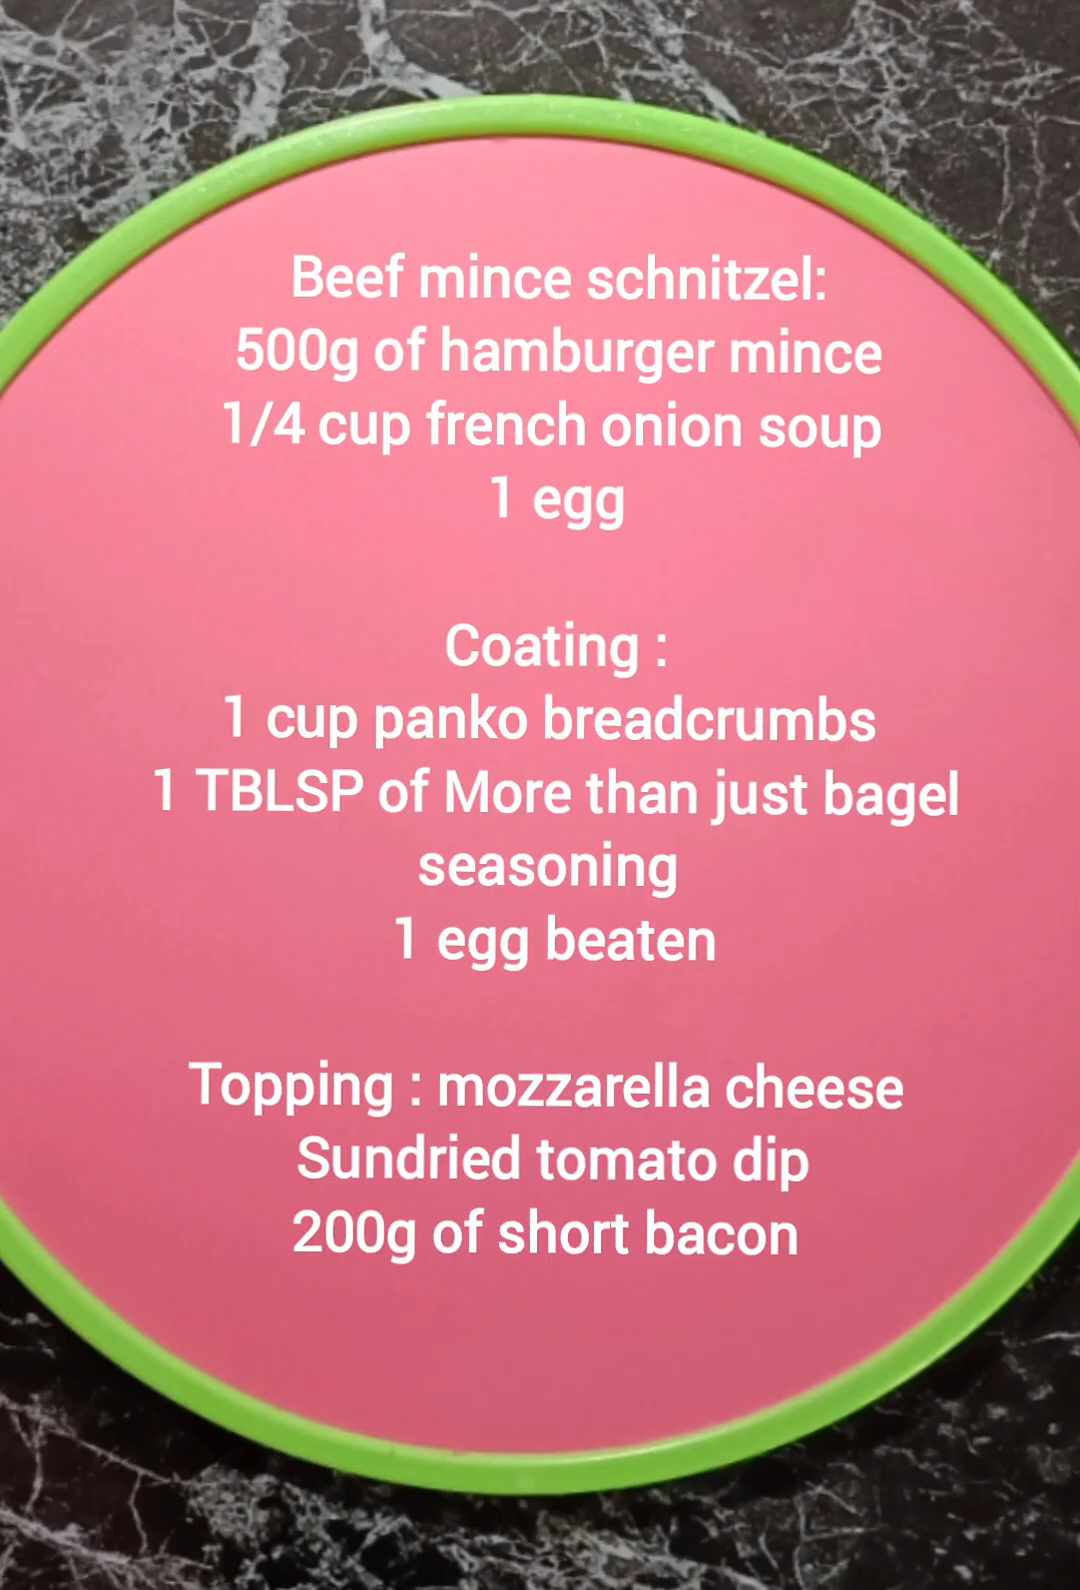 Beef mince schnitzel:
500g of hamburger mince
1/4 cup french onion soup
1 egg
Coating :
1 cup panko breadcrumbs
1 TBLSP of More than just bagel
seasoning
1 egg beaten
Topping : mozzarella cheese
Sundried tomato dip
200g of short bacon